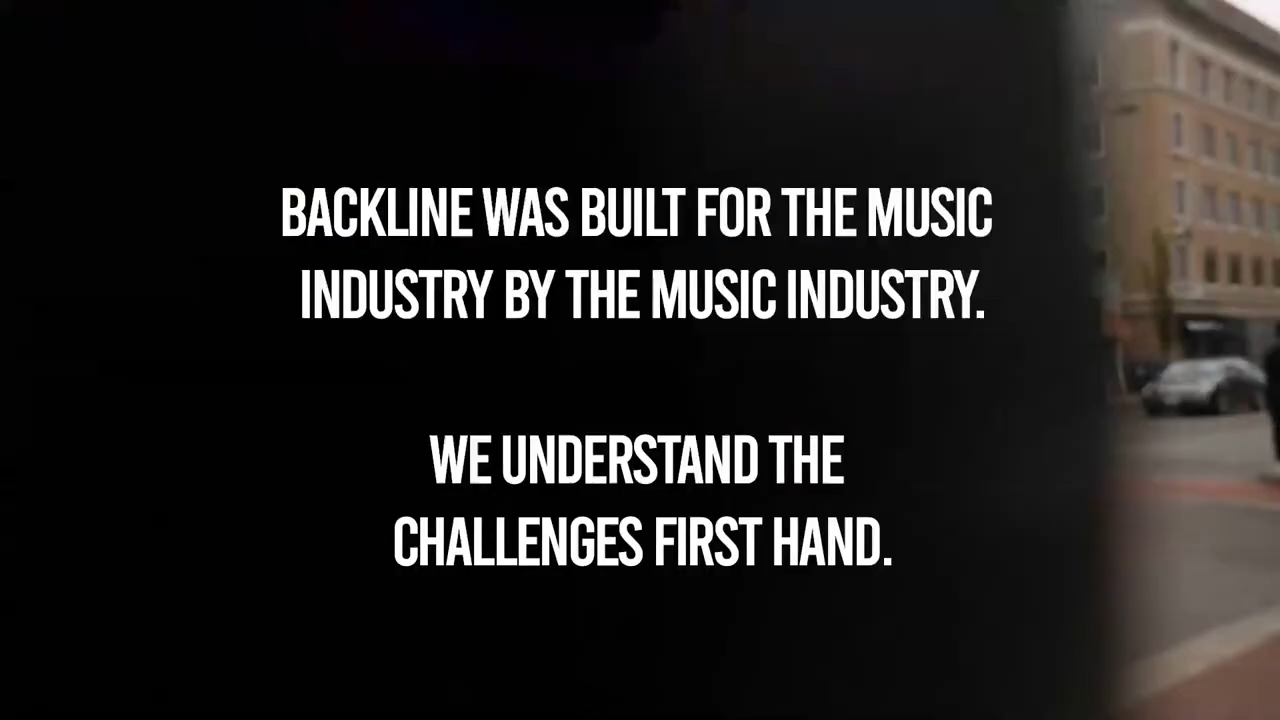 BACKLINE WAS BUILT FOR THE MUSIC
INDUSTRY BY THE MUSIC INDUSTRY.
WE UNDERSTAND THE
CHALLENGES FIRST HAND.